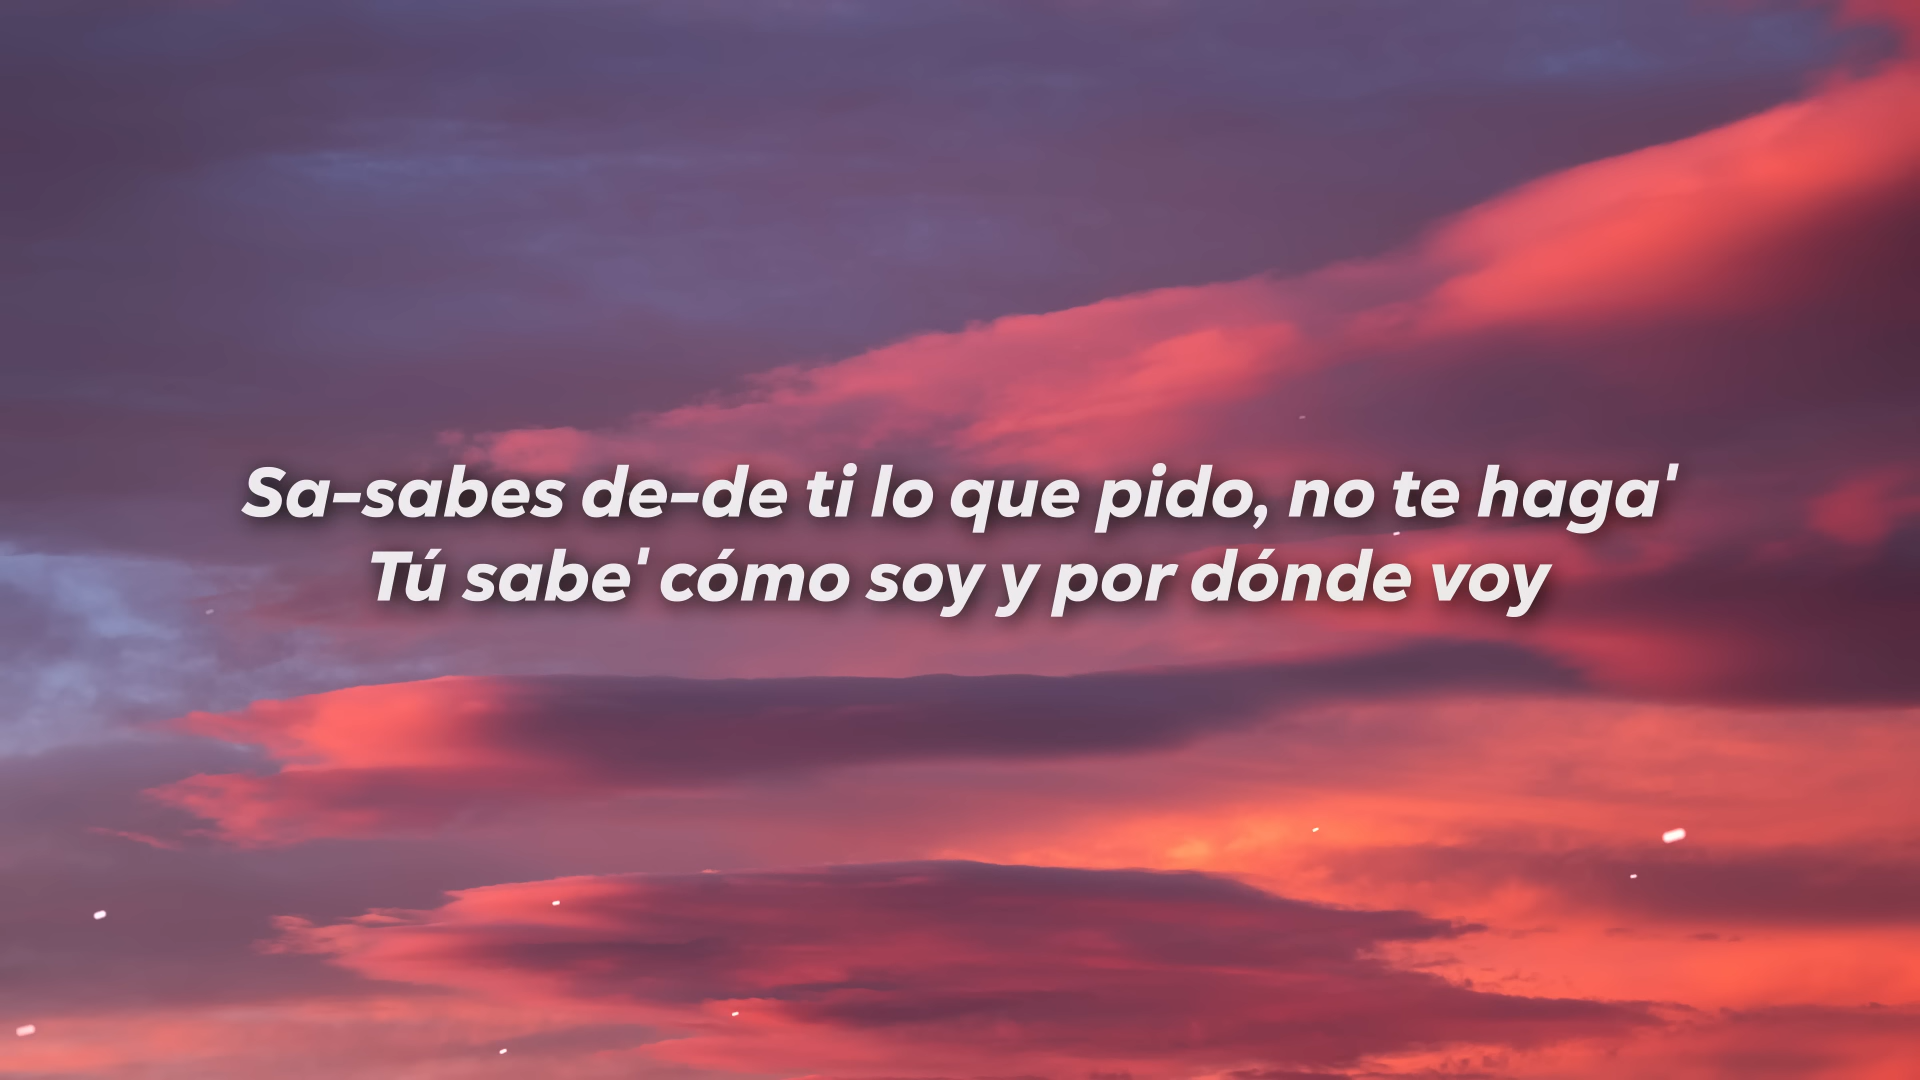 Sa-sabes de-de ti lo que pido, no te haga'
Tú sabe' cómo soy y por dónde voy